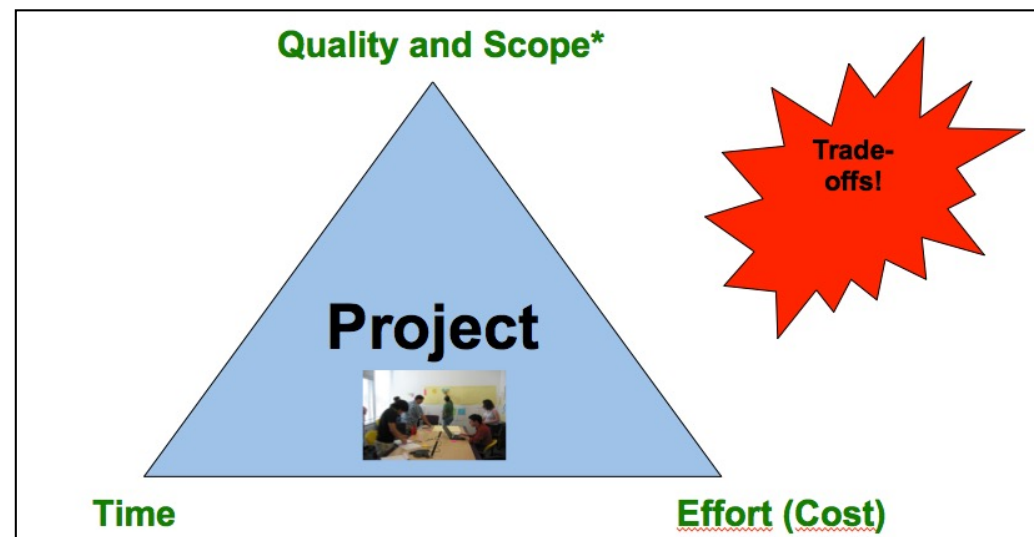 Quality and Scope*
Trade-
offs!
Project
Time
Effort (Cost)